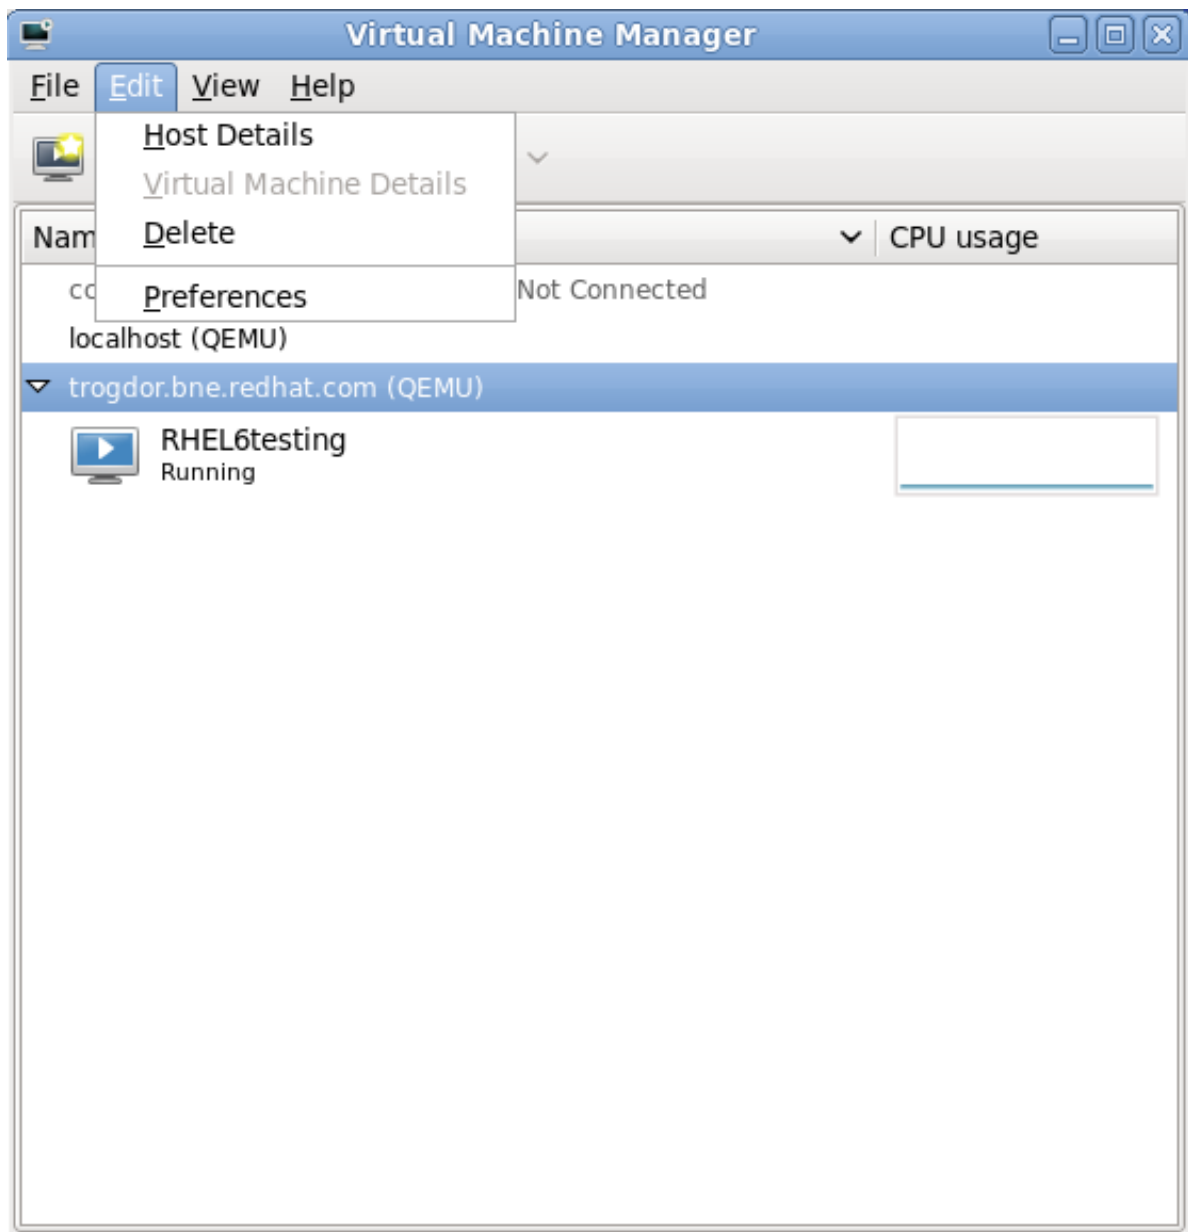 Virtual Machine Manager
File Edit View Help
Host Details
Virtual Machine Details
Delete
Preferences
CPU usage
Not Connected
localhost (QEMU)
trogdor.bne.redhat.com (QEMU)
RHEL6testing
Running